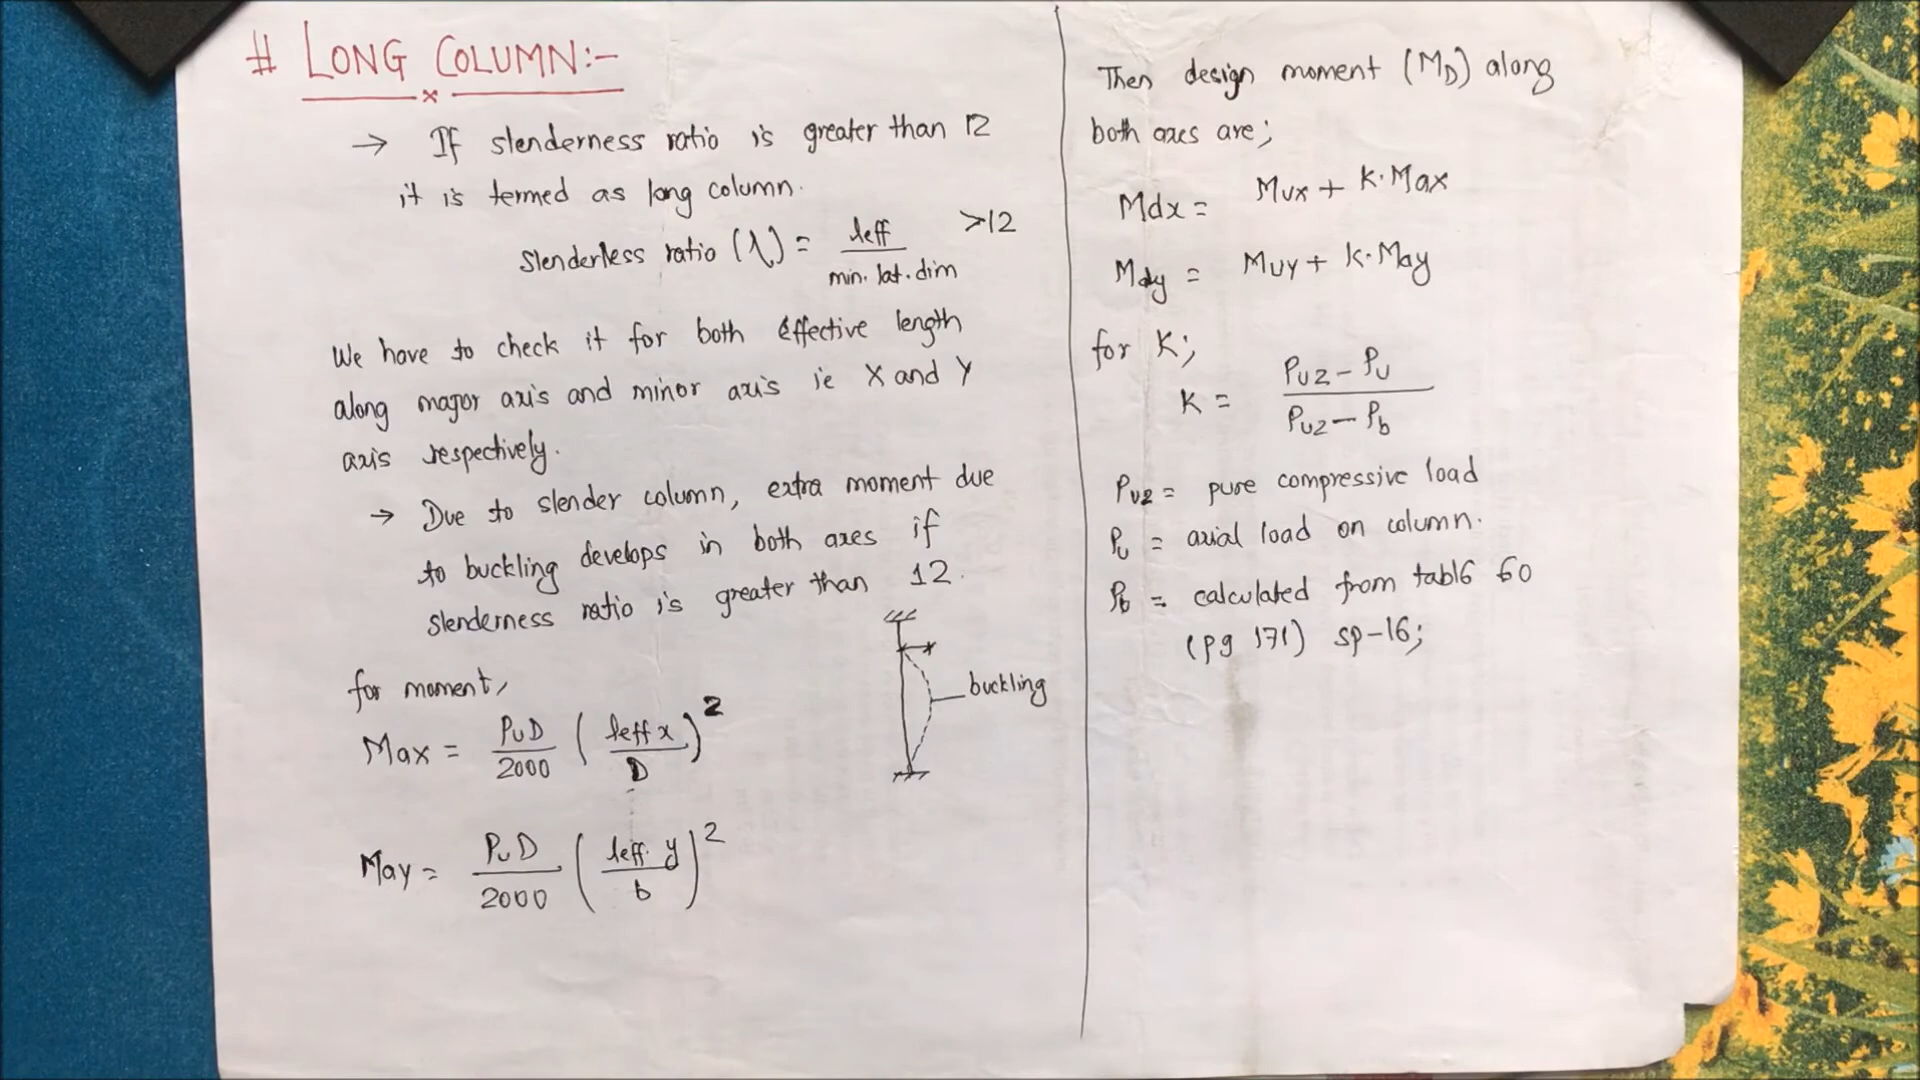 # LONG COLUMN:-
→ If slenderness ratio is greater than 12
it is termed as long column.
Slenderless ratio (λ) = leff / min. lat. dim >12
We have to check it for both effective length
along major axis and minor axis ie X and Y
axis respectively.
→ Due to slender column, extra moment due
to buckling develops in both axes if
slenderness ratio is greater than 12.
buckling
for moment,
Max = PuD / 2000 (leff x / D)²
May = PuD / 2000 (leff. y / b)²
Then design moment (MD) along
both axes are;
Mdx = Mux + K.Max
Mdy = Muy + K.May
for K;
K = Puz - Pu / Puz - Pb
Puz = pure compressive load
Pu = axial load on column.
Pb = calculated from tabl6 60
(pg 171) sp-16;